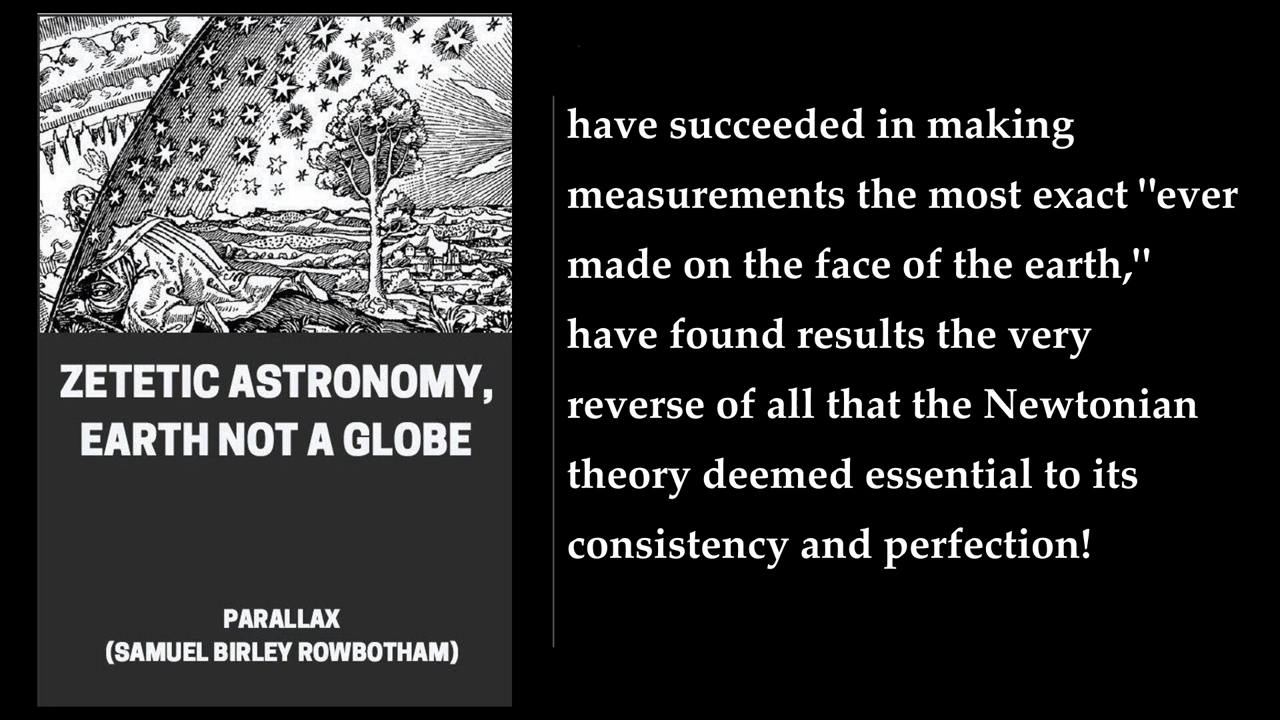 ZETETIC ASTRONOMY,
EARTH NOT A GLOBE
PARALLAX
(SAMUEL BIRLEY ROWBOTHAM)
have succeeded in making
measurements the most exact "ever
made on the face of the earth,"
have found results the very
reverse of all that the Newtonian
theory deemed essential to its
consistency and perfection!